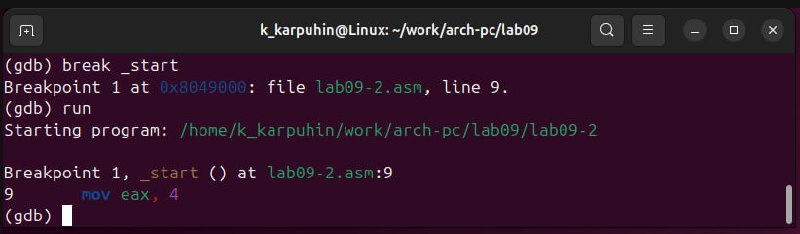 k_karpuhin@Linux: ~/work/arch-pc/lab09
(gdb) break _start
Breakpoint 1 at 0x8049000: file lab09-2.asm, line 9.
(gdb) run
Starting program: /home/k_karpuhin/work/arch-pc/lab09/lab09-2
Breakpoint 1, _start () at lab09-2.asm:9
9        mov eax, 4
(gdb)